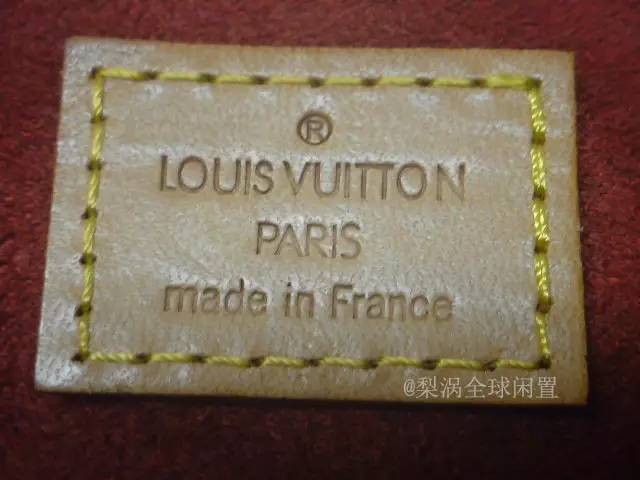 ®
LOUIS VUITTON
PARIS
made in France
@梨涡全球闲置